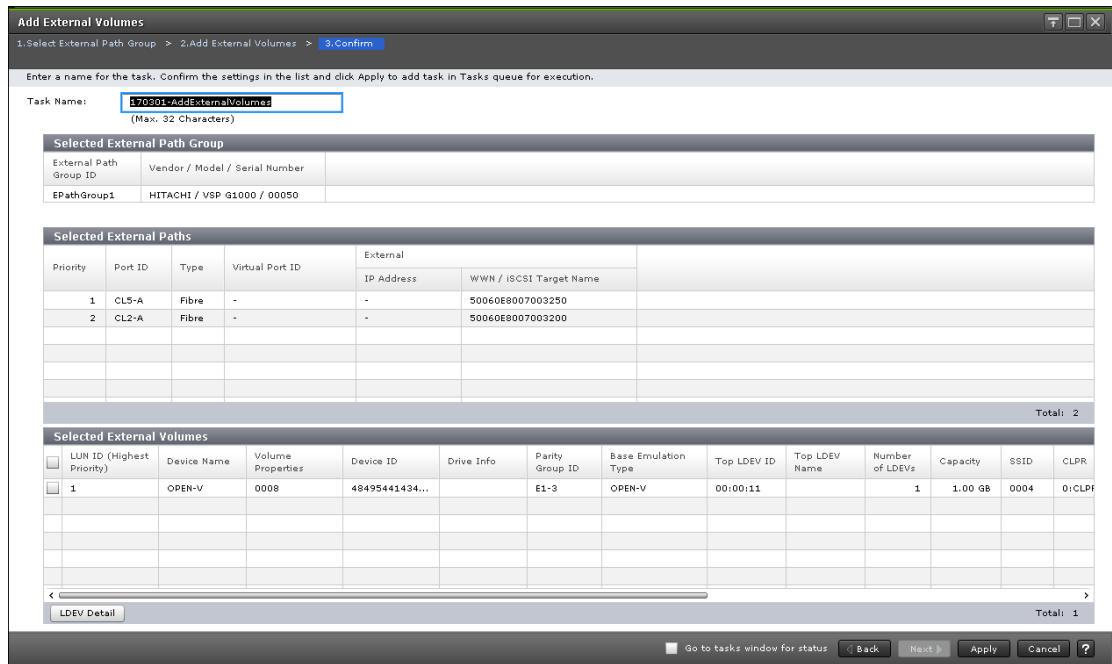 Add External Volumes
1.Select External Path Group > 2.Add External Volumes > 3.Confirm
Enter a name for the task. Confirm the settings in the list and click Apply to add task in Tasks queue for execution.
Task Name: 170301-AddExternalVolumes
(Max. 32 Characters)
Selected External Path Group
External Path Group ID Vendor / Model / Serial Number
EPathGroup1 HITACHI / VSP G1000 / 00050
Selected External Paths
Priority Port ID Type Virtual Port ID External
IP Address WWN / iSCSI Target Name
1 CL5-A Fibre - - 50060E8007003250
2 CL2-A Fibre - - 50060E8007003200
Total: 2
Selected External Volumes
LUN ID (Highest Priority) Device Name Volume Properties Device ID Drive Info Parity Group ID Base Emulation Type Top LDEV ID Top LDEV Name Number of LDEVs Capacity SSID CLPR
1 OPEN-V 0008 48495441434... E1-3 OPEN-V 00:00:11 1 1.00 GB 0004 0:CLPR
LDEV Detail Total: 1
Go to tasks window for status Back Next Apply Cancel ?